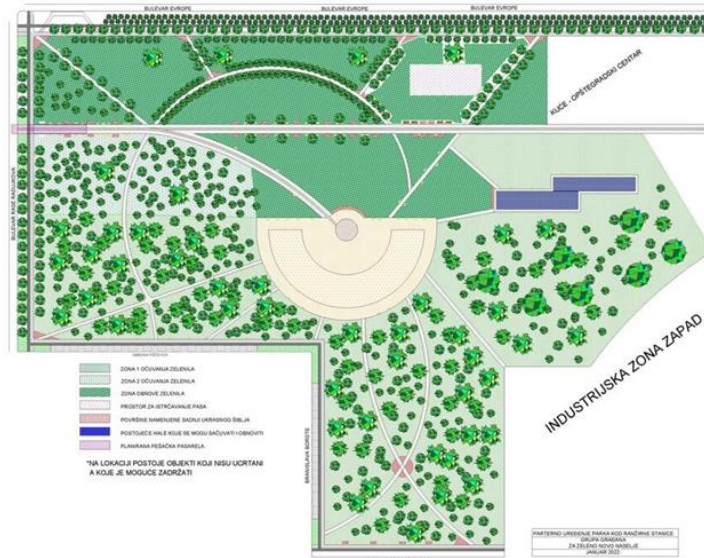 BULEVAR EVROPE
BULEVAR EVROPE
BULEVAR EVROPE
KUĆE - OPŠTEGRADSKI CENTAR
BULEVAR RADIJALKOVA
INDUSTRIJSKA ZONA ZAPAD
BRANISLAVA BOROTE
ZONA 1 OČUVANJA ZELENILA
ZONA 2 OČUVANJA ZELENILA
ZONA OBNOVE ZELENILA
PROSTOR ZA ISTRČAVANJE PASA
POVRŠINE NAMENJENE SADNJI UKRASNOG ŠIBLJA
POSTOJEĆE HALE KOJE SE MOGU SAČUVATI I OBNOVITI
PLANIRANA PEŠAČKA PASARELA
*NA LOKACIJI POSTOJE OBJEKTI KOJI NISU UCRTANI
A KOJE JE MOGUĆE ZADRŽATI
PARTERNO UREĐENJE PARKA KOD RANŽIRNE STANICE
GRUPA GRAĐANA
ZA ZELENO NOVO NASELJE
JANUAR 2022